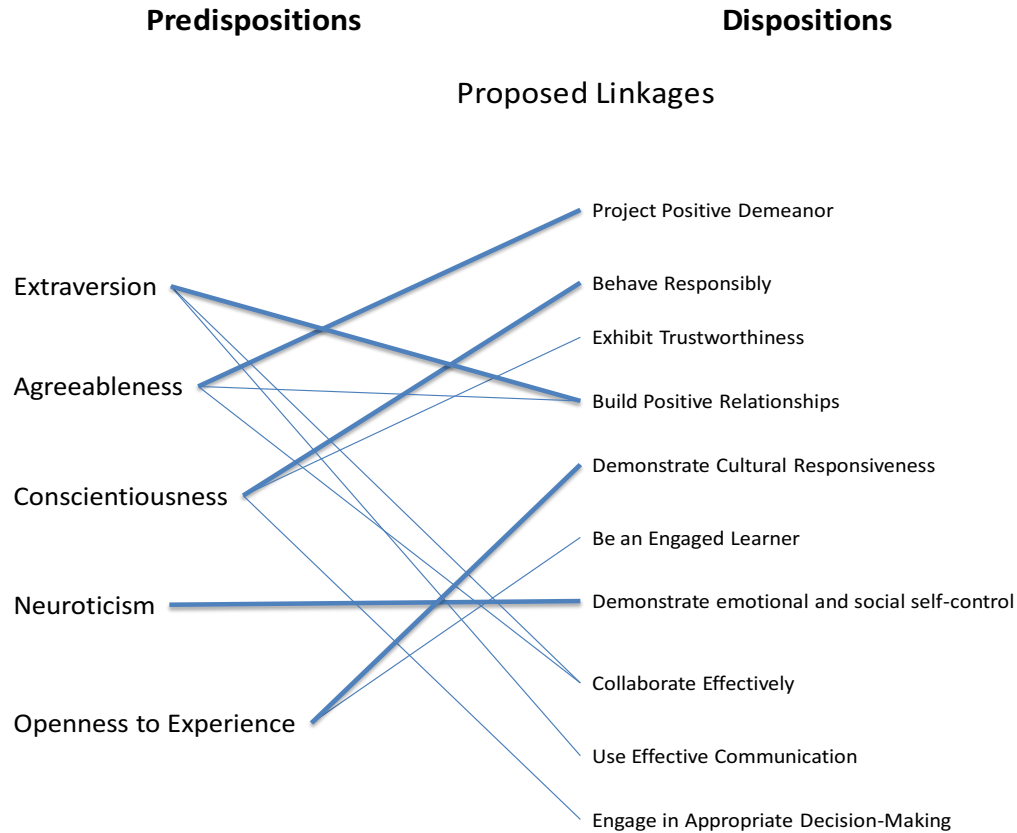 Predispositions
Dispositions
Proposed Linkages
Extraversion
Agreeableness
Conscientiousness
Neuroticism
Openness to Experience
Project Positive Demeanor
Behave Responsibly
Exhibit Trustworthiness
Build Positive Relationships
Demonstrate Cultural Responsiveness
Be an Engaged Learner
Demonstrate emotional and social self-control
Collaborate Effectively
Use Effective Communication
Engage in Appropriate Decision-Making